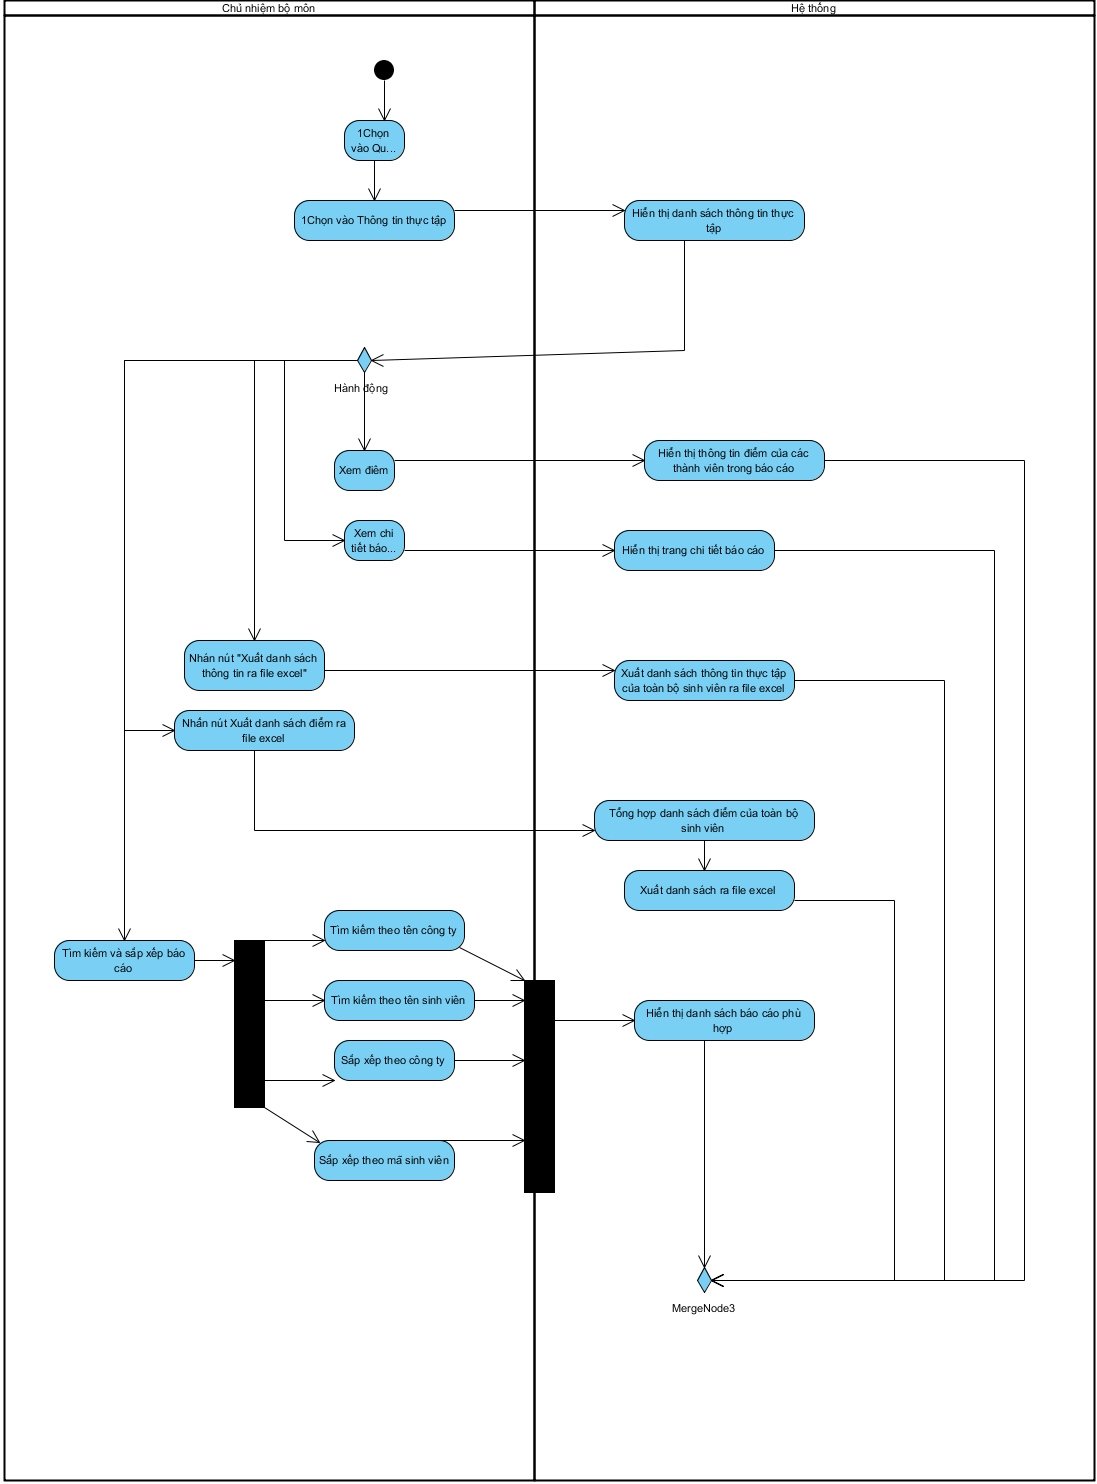 Chủ nhiệm bộ môn
Hệ thống
1Chọn
vào Qu...
1Chọn vào Thông tin thực tập
Hiển thị danh sách thông tin thực
tập
Hành động
Xem điểm
Hiển thị thông tin điểm của các
thành viên trong báo cáo
Xem chi
tiết báo...
Hiển thị trang chi tiết báo cáo
Nhấn nút "Xuất danh sách
thông tin ra file excel"
Xuất danh sách thông tin thực tập
của toàn bộ sinh viên ra file excel
Nhấn nút Xuất danh sách điểm ra
file excel
Tổng hợp danh sách điểm của toàn bộ
sinh viên
Xuất danh sách ra file excel
Tìm kiếm và sắp xếp báo
cáo
Tìm kiếm theo tên công ty
Tìm kiếm theo tên sinh viên
Sắp xếp theo công ty
Sắp xếp theo mã sinh viên
Hiển thị danh sách báo cáo phù
hợp
MergeNode3